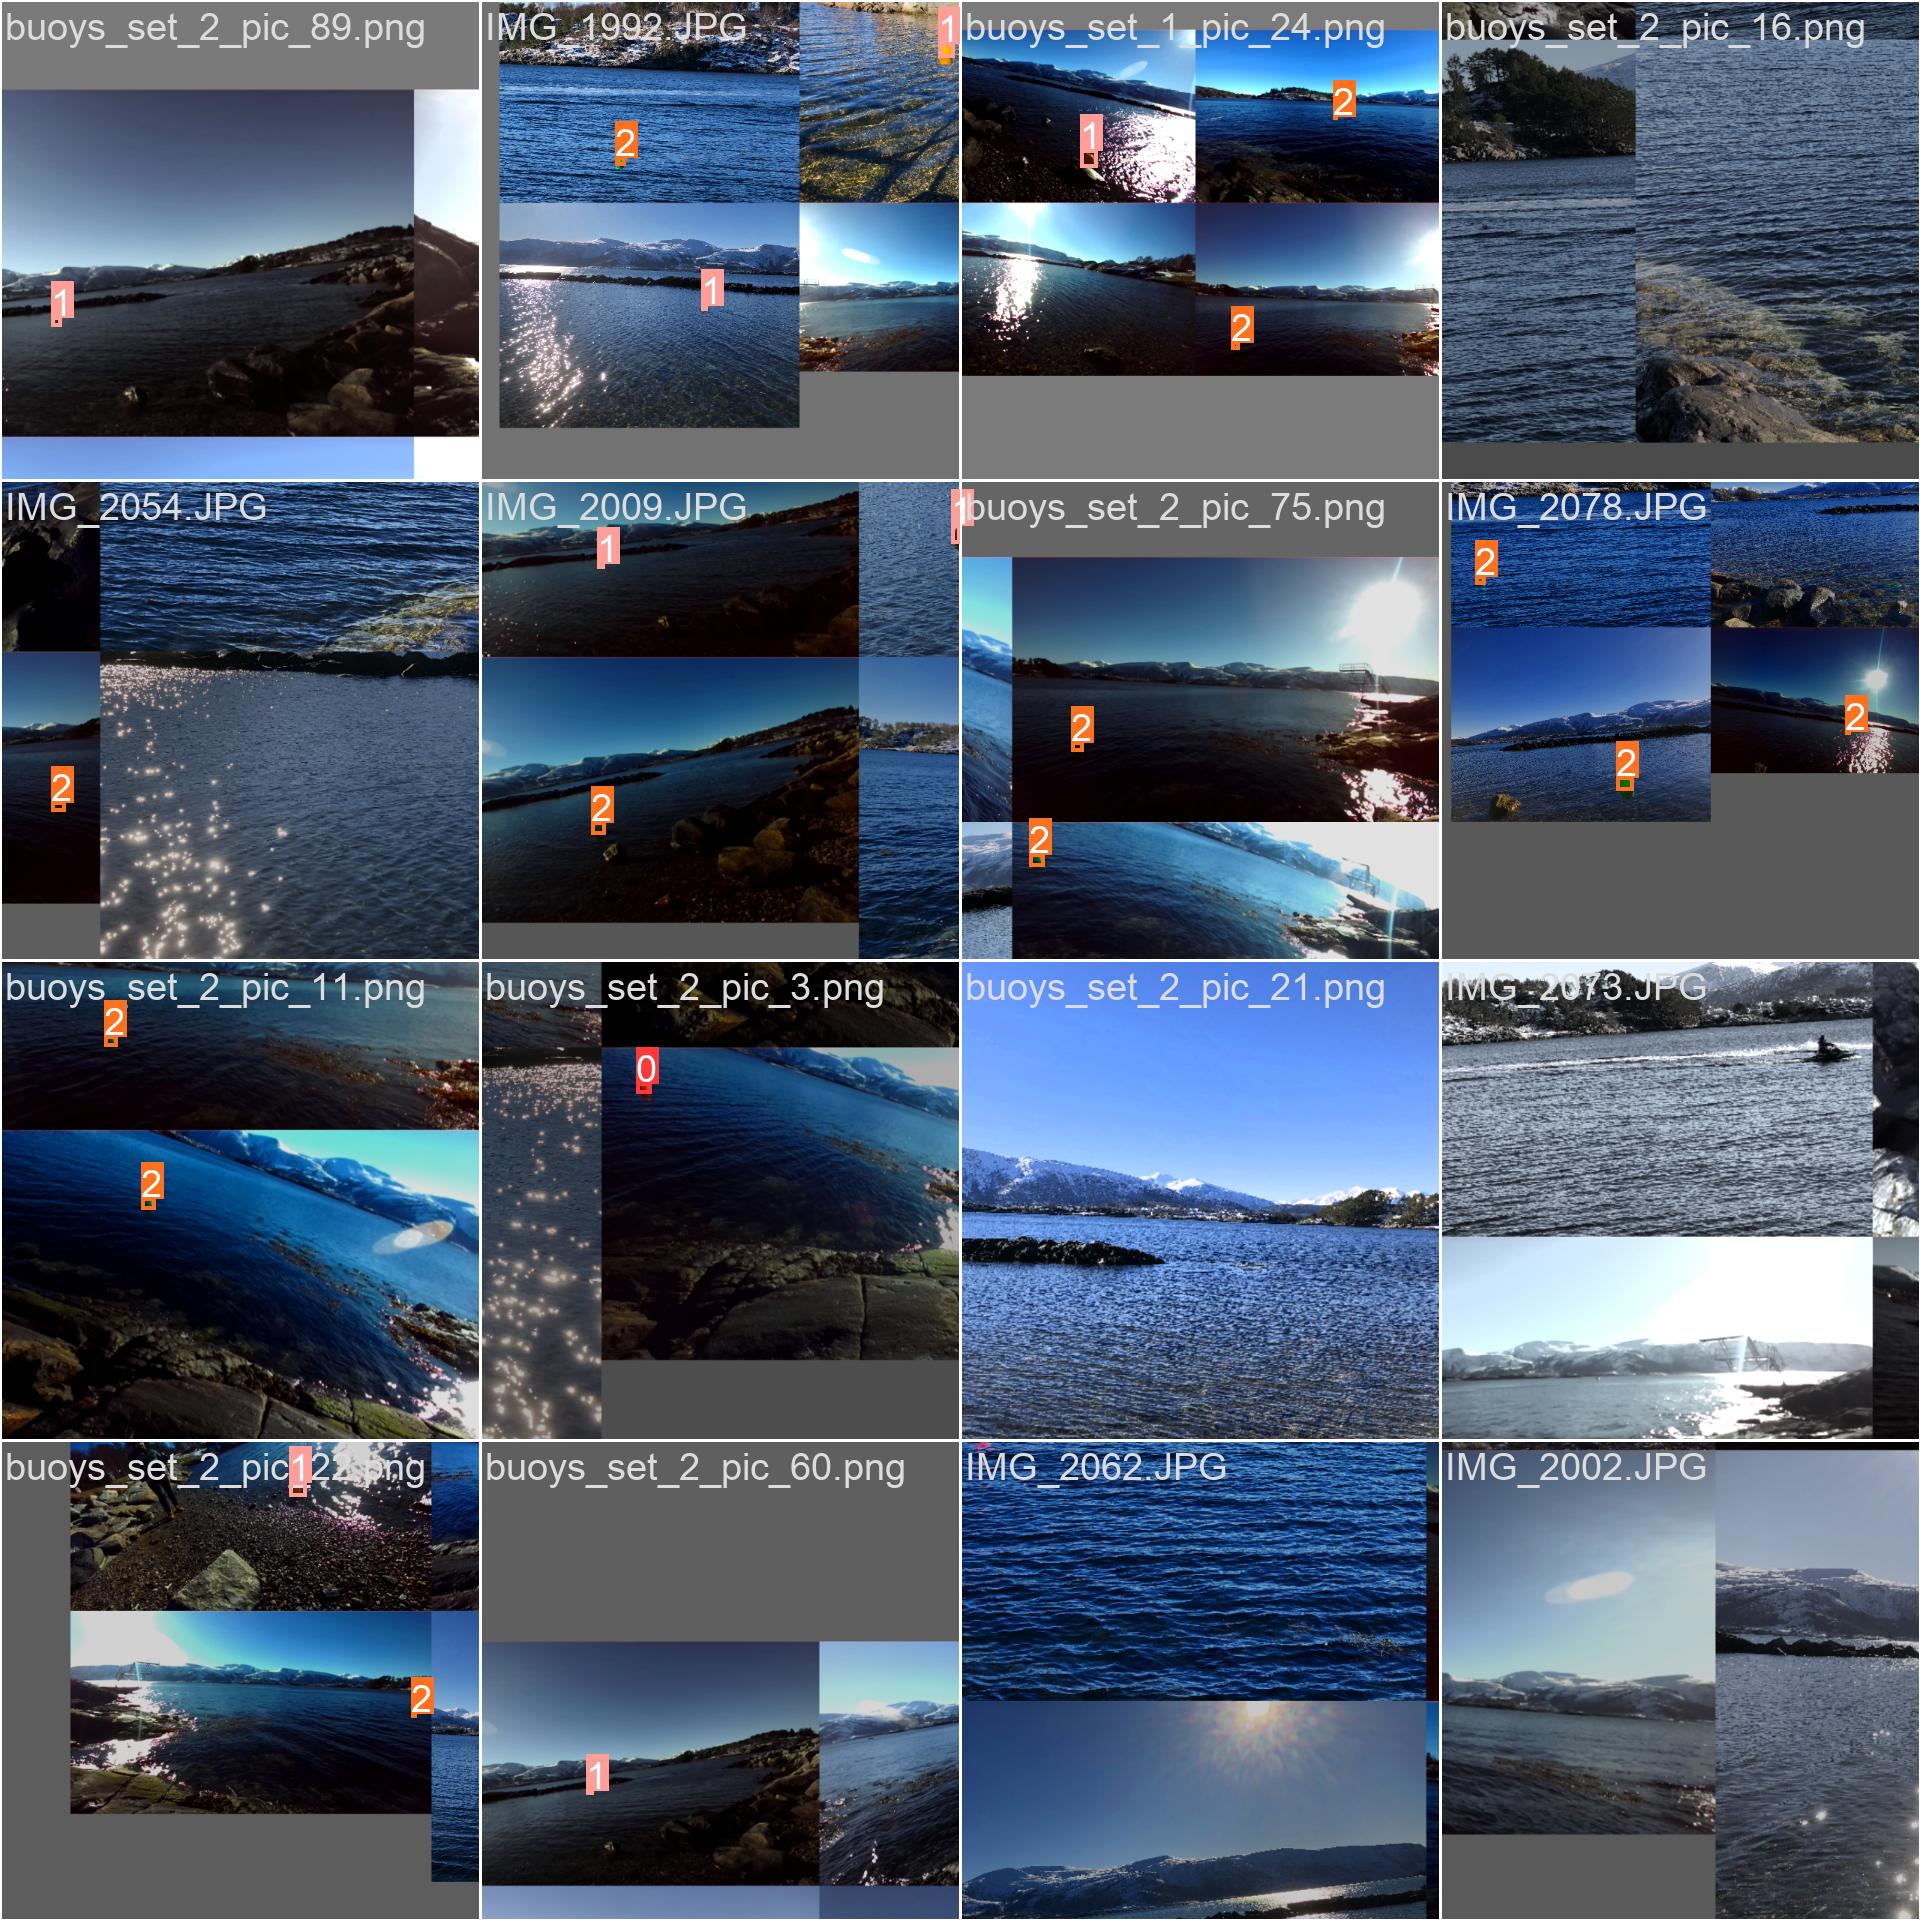 buoys_set_2_pic_89.png
IMG_1992.JPG
1
buoys_set_1_pic_24.png
buoys_set_2_pic_16.png
2
2
1
1
1
2
IMG_2054.JPG
IMG_2009.JPG
1
buoys_set_2_pic_75.png
IMG_2078.JPG
1
2
2
2
2
2
2
2
2
buoys_set_2_pic_11.png
buoys_set_2_pic_3.png
buoys_set_2_pic_21.png
IMG_2073.JPG
2
0
2
buoys_set_2_pic_22.png
1
buoys_set_2_pic_60.png
IMG_2062.JPG
IMG_2002.JPG
2
1